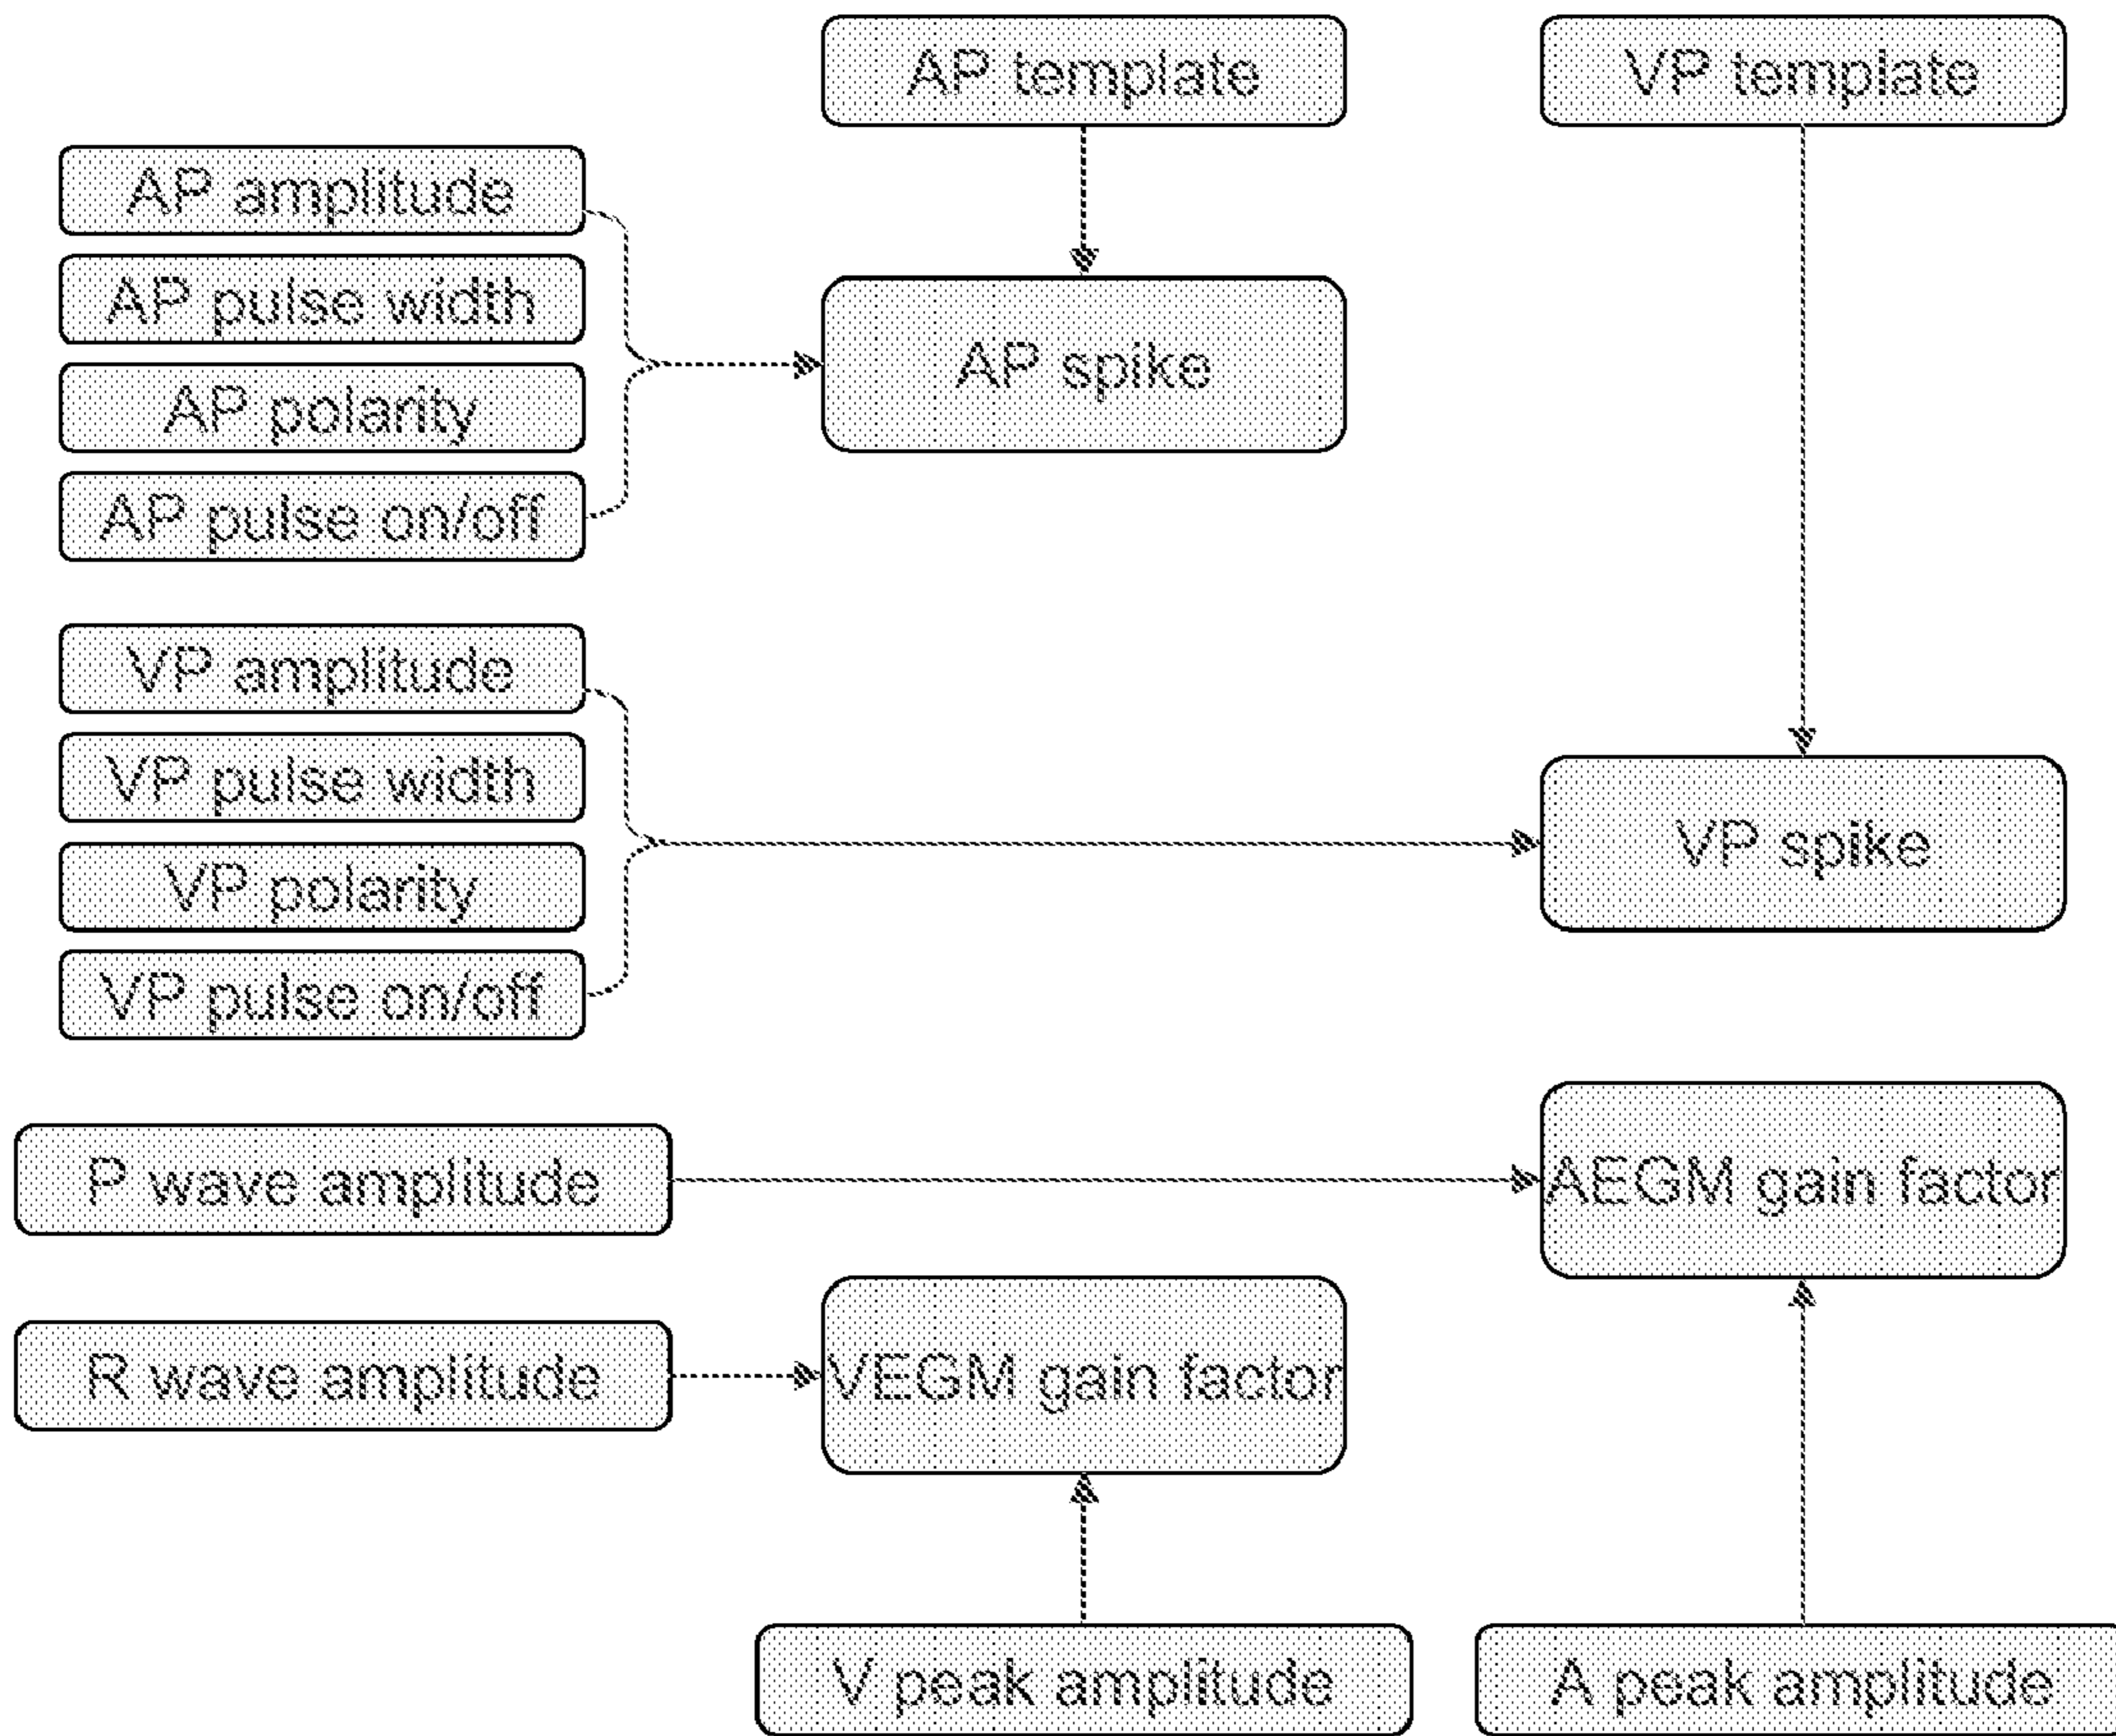 AP template
VP template
AP amplitude
AP pulse width
AP polarity
AP pulse on/off
AP spike
VP amplitude
VP pulse width
VP polarity
VP pulse on/off
VP spike
P wave amplitude
AEGM gain factor
R wave amplitude
VEGM gain factor
V peak amplitude
A peak amplitude